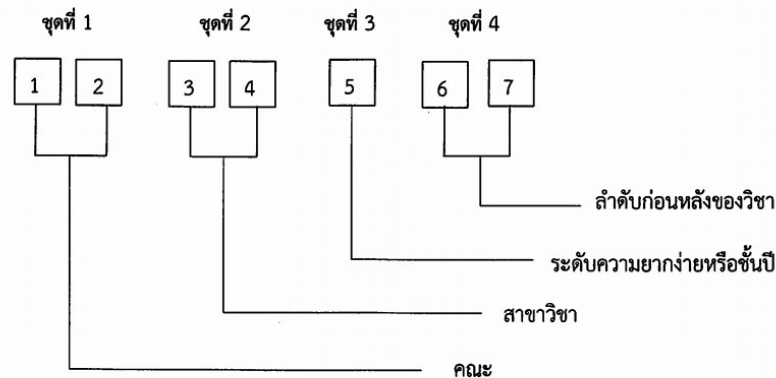 ชุดที่ 1 ชุดที่ 2 ชุดที่ 3 ชุดที่ 4
1 2 3 4 5 6 7
ลำดับก่อนหลังของวิชา
ระดับความยากง่ายหรือชั้นปี
สาขาวิชา
คณะ